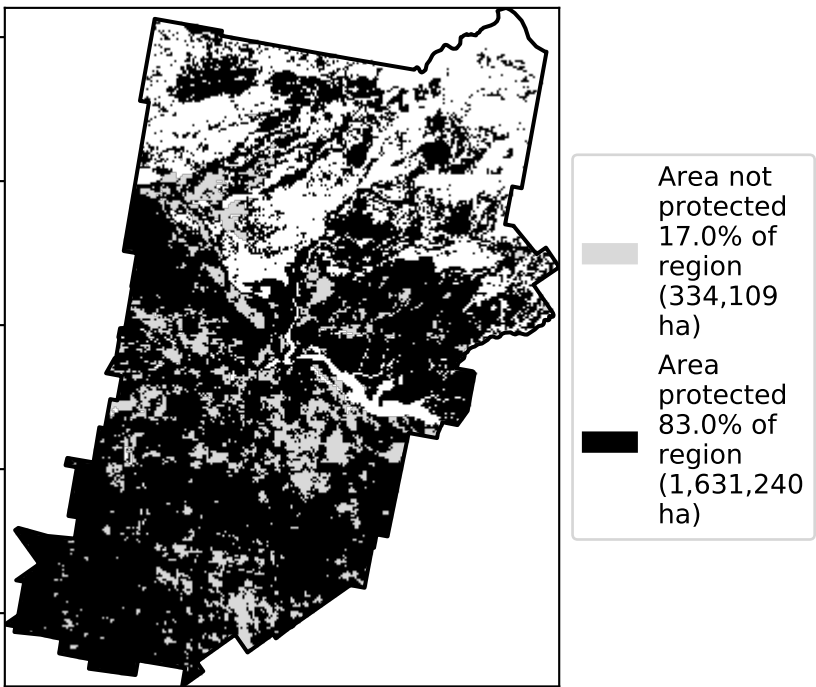 Area not
protected
17.0% of
region
(334,109
ha)
Area
protected
83.0% of
region
(1,631,240
ha)